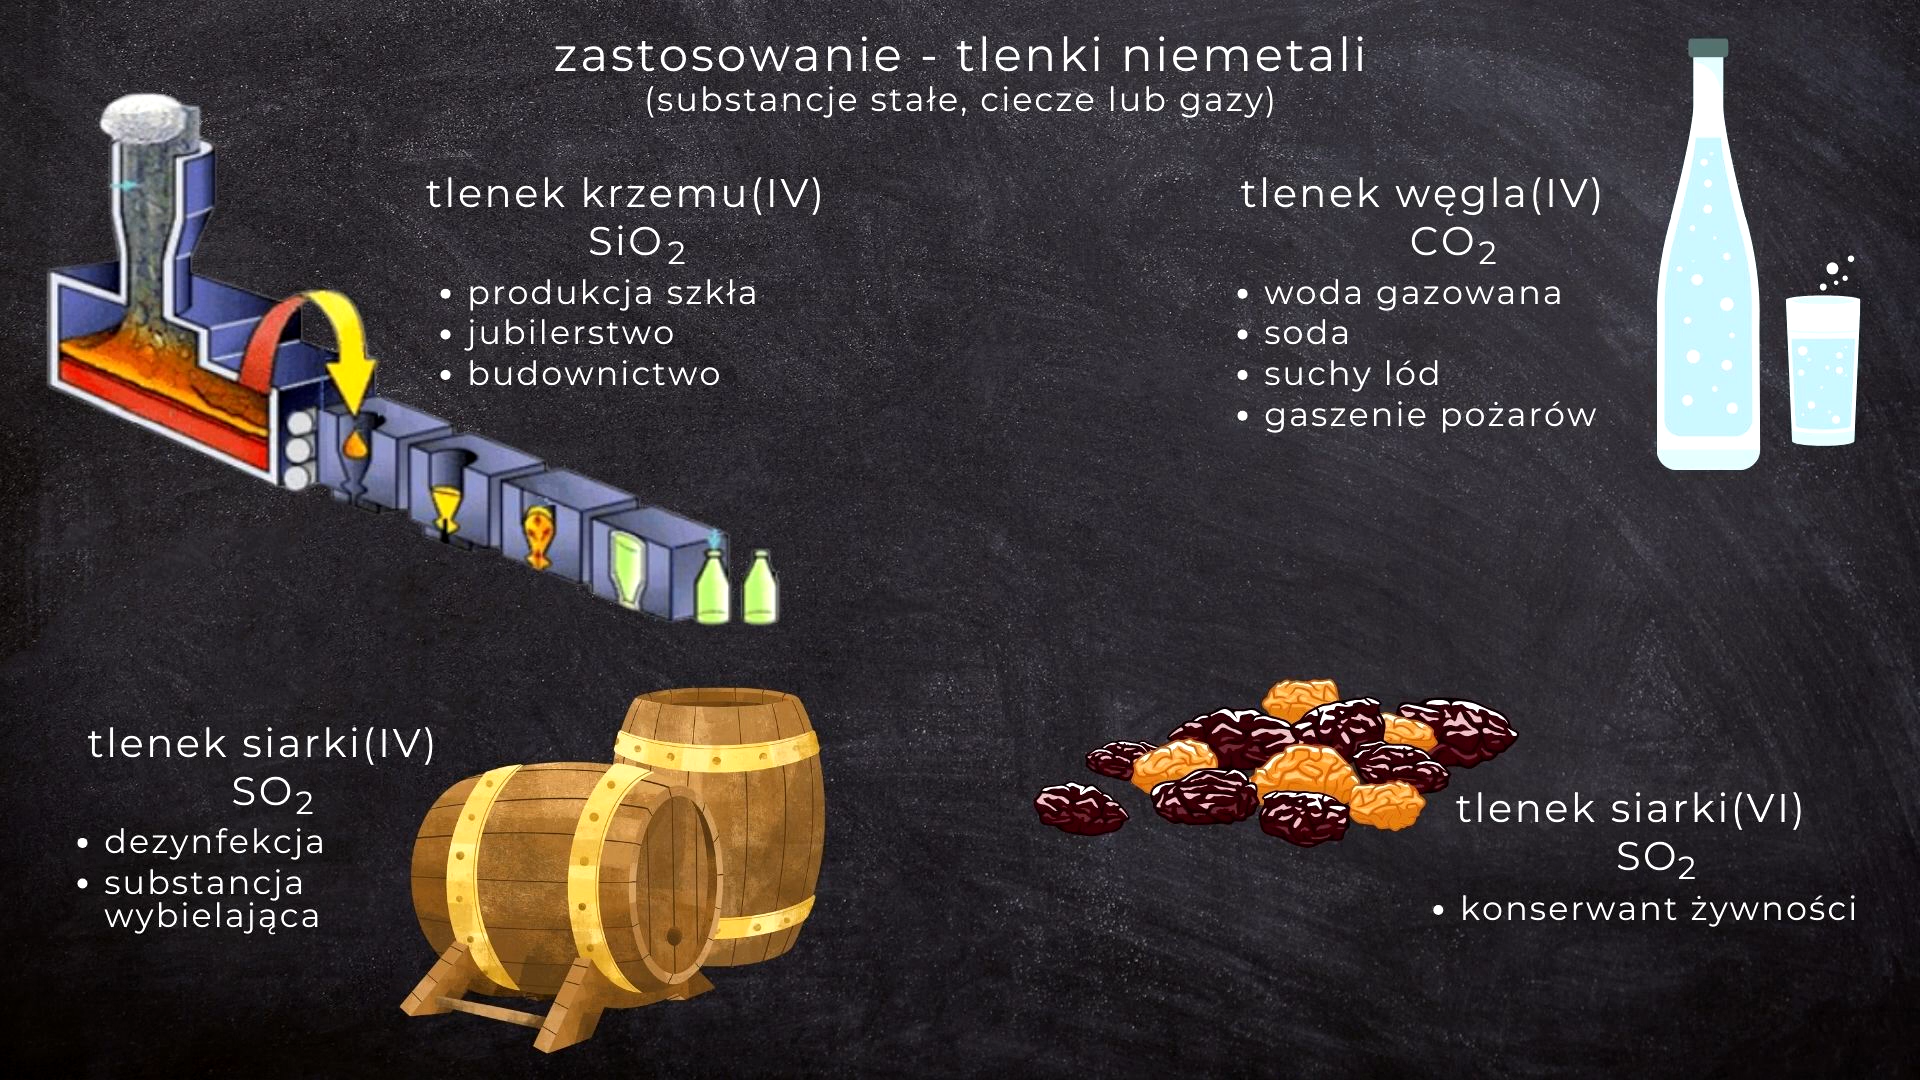 zastosowanie - tlenki niemetali
(substancje stałe, ciecze lub gazy)
tlenek krzemu(IV)
SiO₂
• produkcja szkła
• jubilerstwo
• budownictwo
tlenek węgla(IV)
CO₂
• woda gazowana
• soda
• suchy lód
• gaszenie pożarów
tlenek siarki(IV)
SO₂
• dezynfekcja
• substancja
wybielająca
tlenek siarki(VI)
SO₂
• konserwant żywności